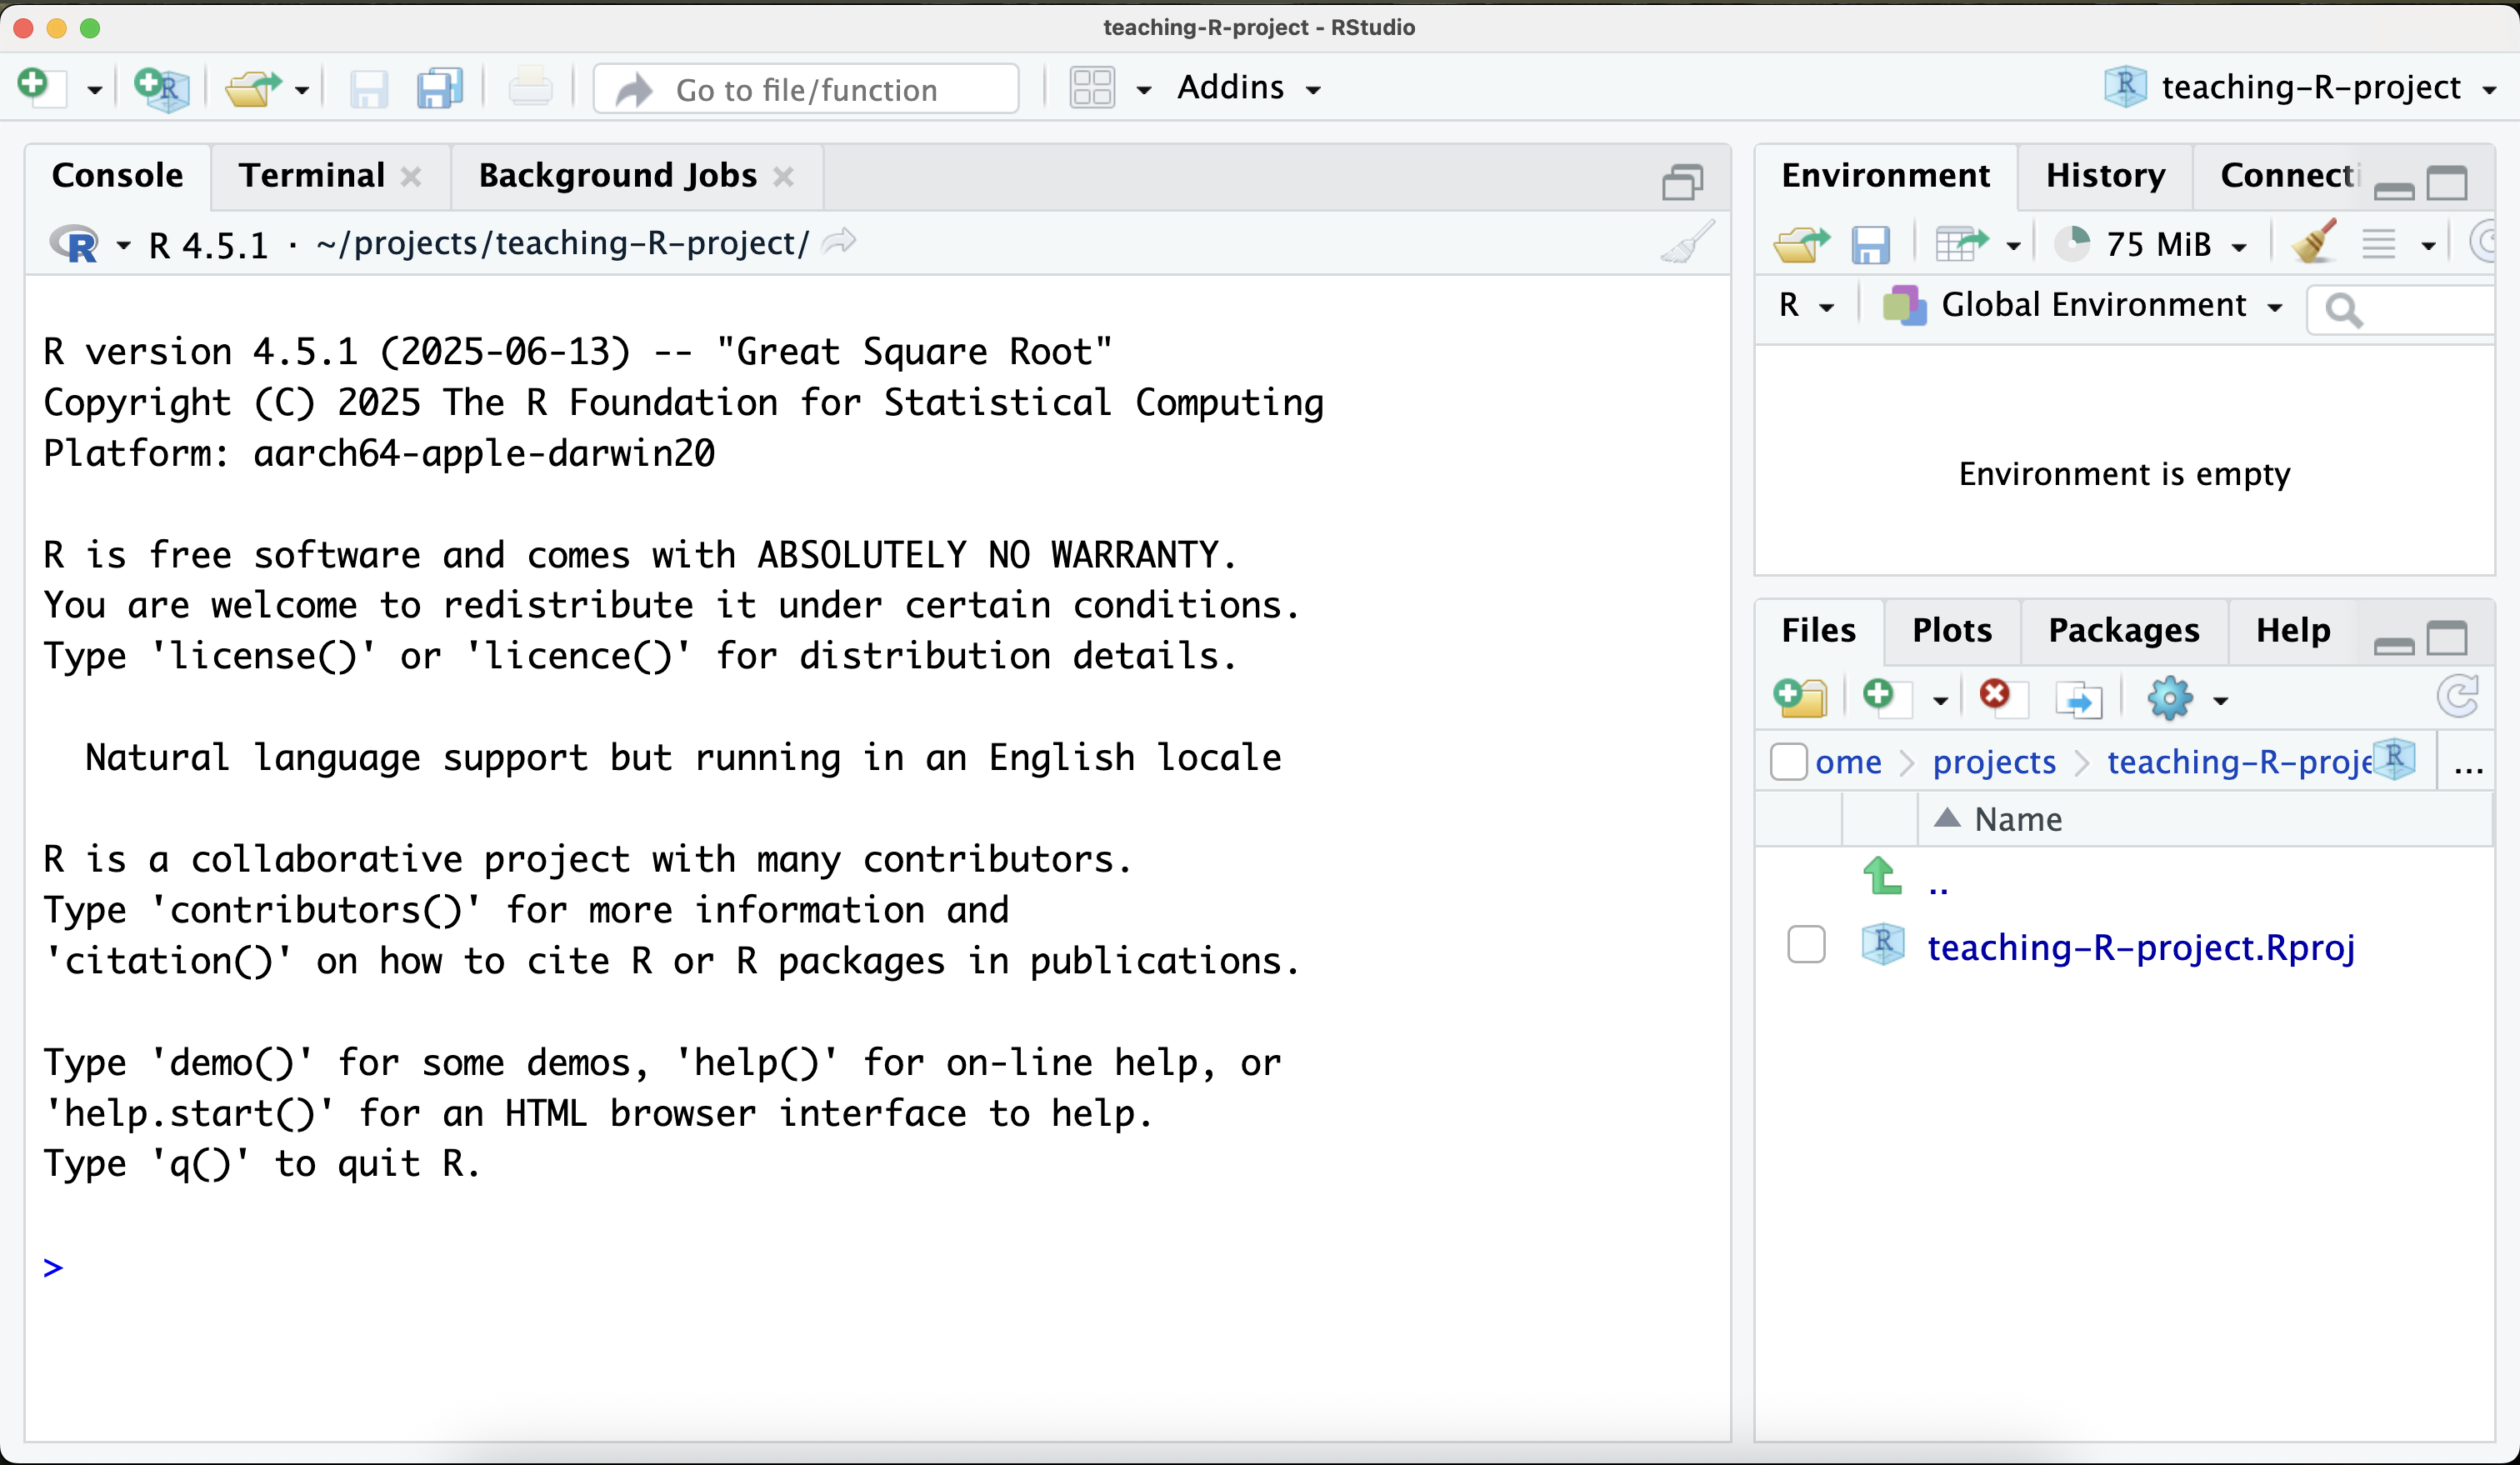 teaching-R-project - RStudio
Go to file/function
Addins
teaching-R-project
Console
Terminal
Background Jobs
R 4.5.1 · ~/projects/teaching-R-project/
R version 4.5.1 (2025-06-13) -- "Great Square Root"
Copyright (C) 2025 The R Foundation for Statistical Computing
Platform: aarch64-apple-darwin20
R is free software and comes with ABSOLUTELY NO WARRANTY.
You are welcome to redistribute it under certain conditions.
Type 'license()' or 'licence()' for distribution details.
Natural language support but running in an English locale
R is a collaborative project with many contributors.
Type 'contributors()' for more information and
'citation()' on how to cite R or R packages in publications.
Type 'demo()' for some demos, 'help()' for on-line help, or
'help.start()' for an HTML browser interface to help.
Type 'q()' to quit R.
>
Environment
History
Connecti
75 MiB
R
Global Environment
Environment is empty
Files
Plots
Packages
Help
ome > projects > teaching-R-proje
...
Name
..
teaching-R-project.Rproj